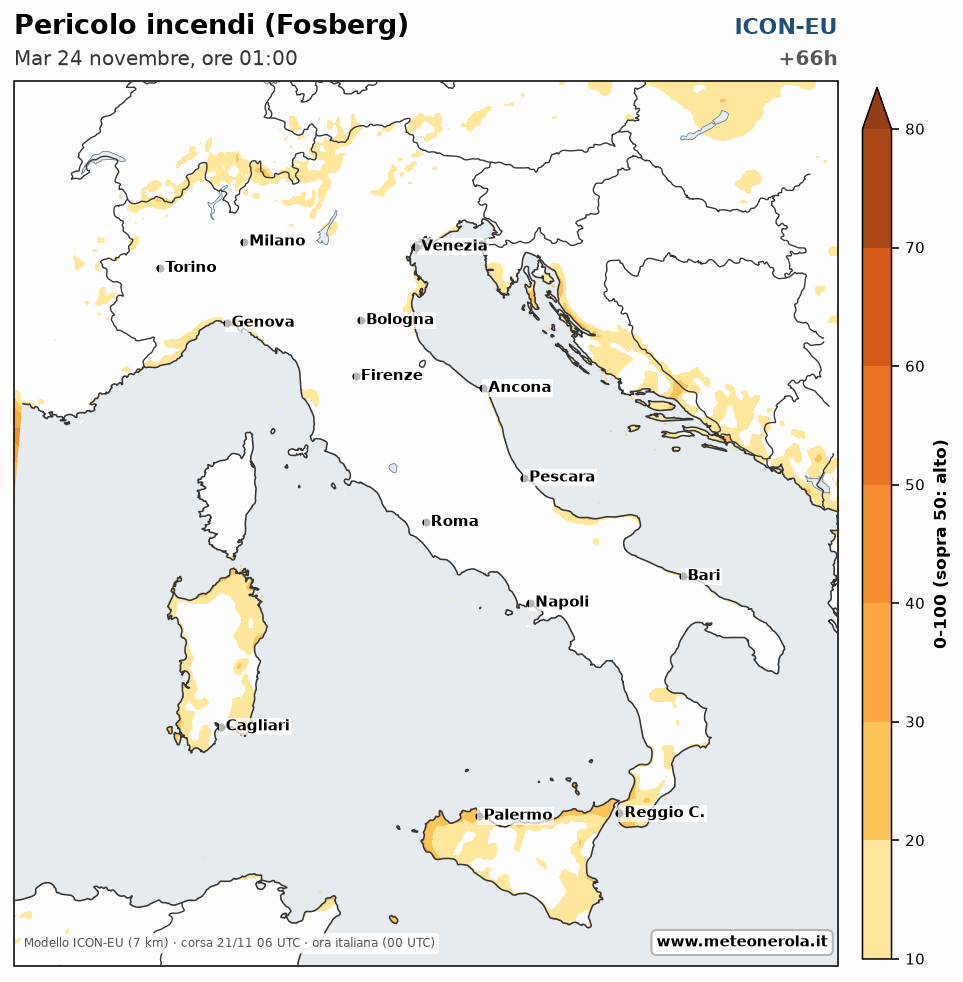 Pericolo incendi (Fosberg)
ICON-EU
Mar 24 novembre, ore 01:00
+66h
80
70
60
50
40
30
20
10
0-100 (sopra 50: alto)
Milano
Venezia
Torino
Genova
Bologna
Firenze
Ancona
Pescara
Roma
Bari
Napoli
Cagliari
Palermo
Reggio C.
Modello ICON-EU (7 km) · corsa 21/11 06 UTC · ora italiana (00 UTC)
www.meteonerola.it